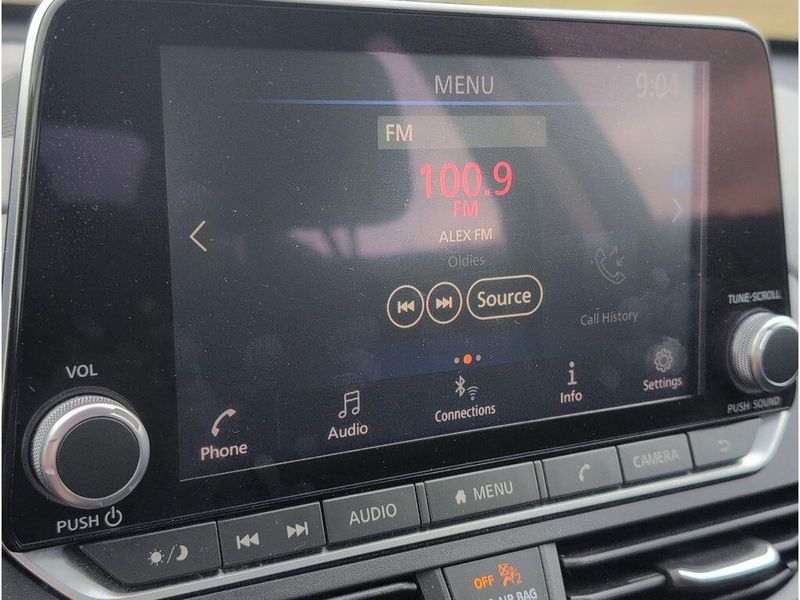 MENU 9:04
FM
100.9
FM
ALEX FM
Oldies
Source
Call History
TUNE·SCROLL
VOL
Phone
Audio
Connections
Info
Settings
PUSH SOUND
PUSH
AUDIO
MENU
CAMERA
OFF 2
AIR BAG